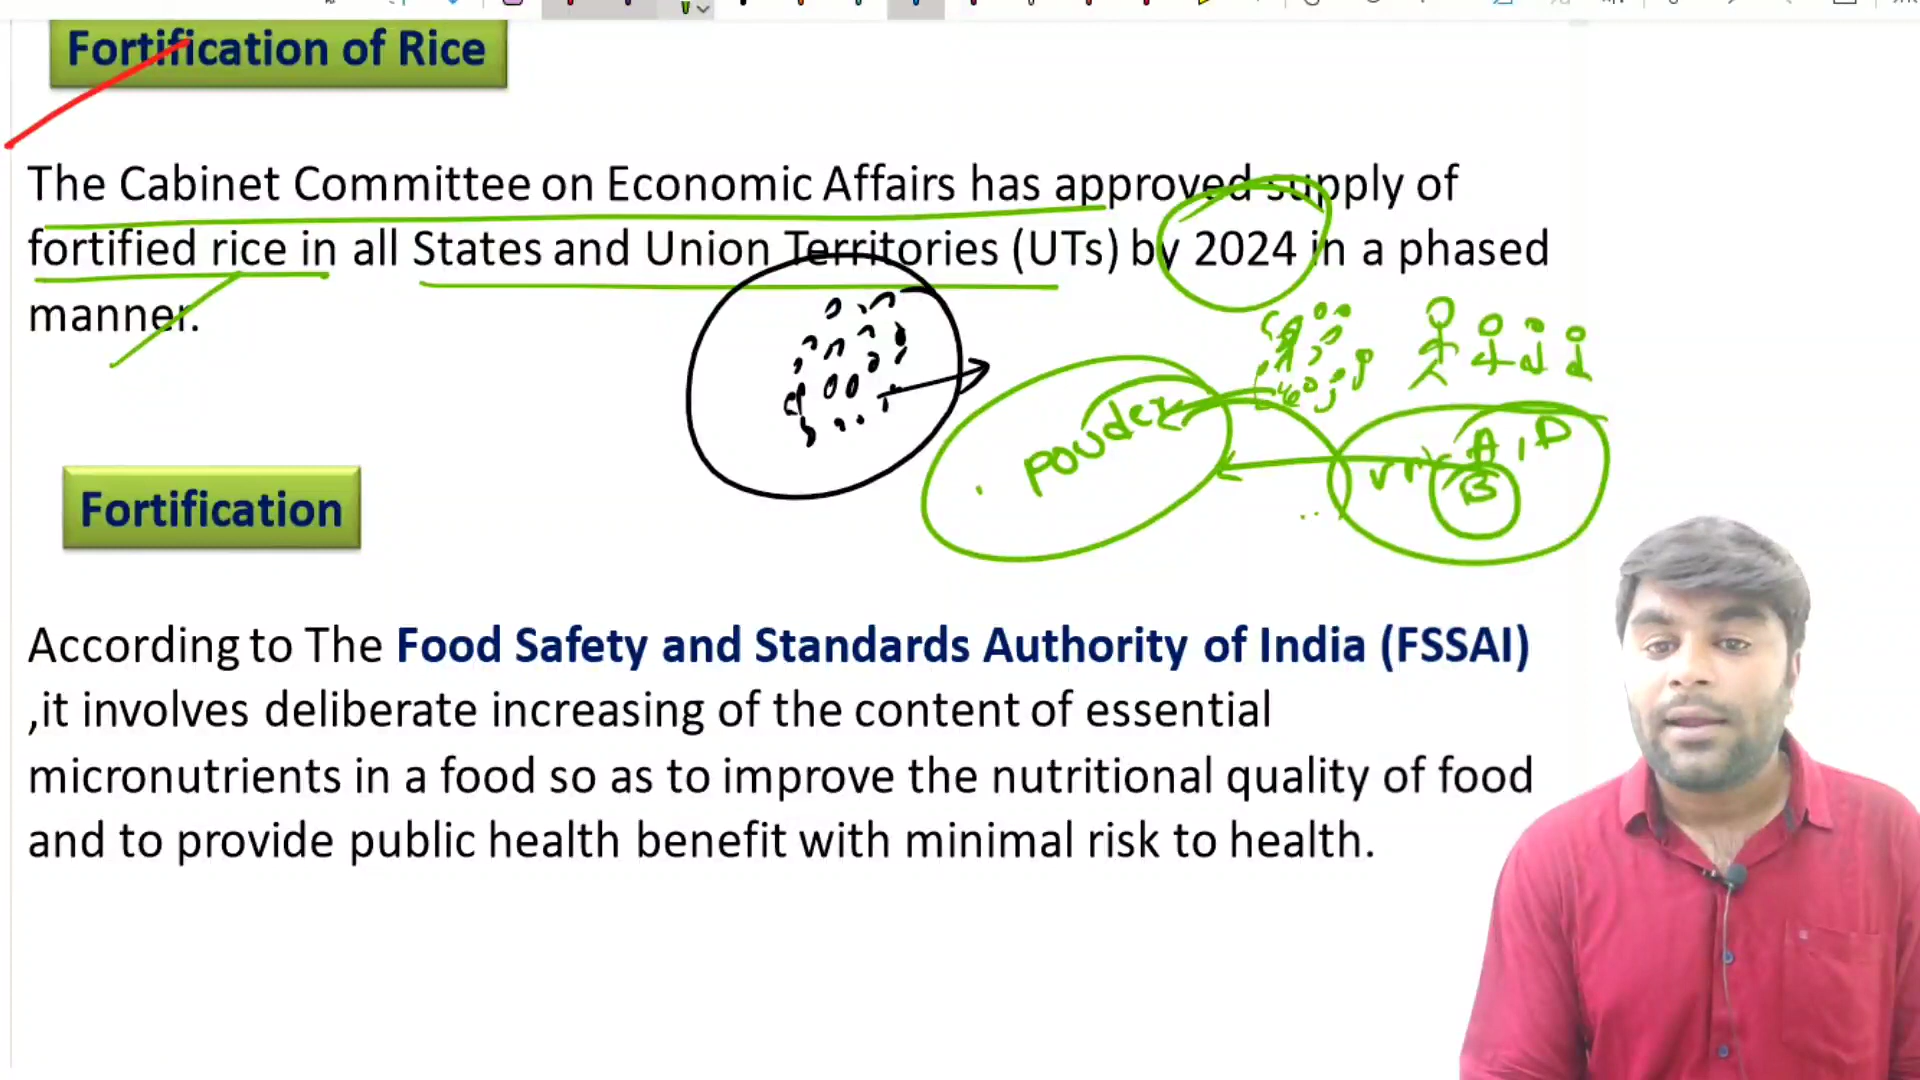 Fortification of Rice
The Cabinet Committee on Economic Affairs has approved supply of
fortified rice in all States and Union Territories (UTs) by 2024 in a phased
manner.
powder
A, D
B
Fortification
According to The Food Safety and Standards Authority of India (FSSAI)
,it involves deliberate increasing of the content of essential
micronutrients in a food so as to improve the nutritional quality of food
and to provide public health benefit with minimal risk to health.